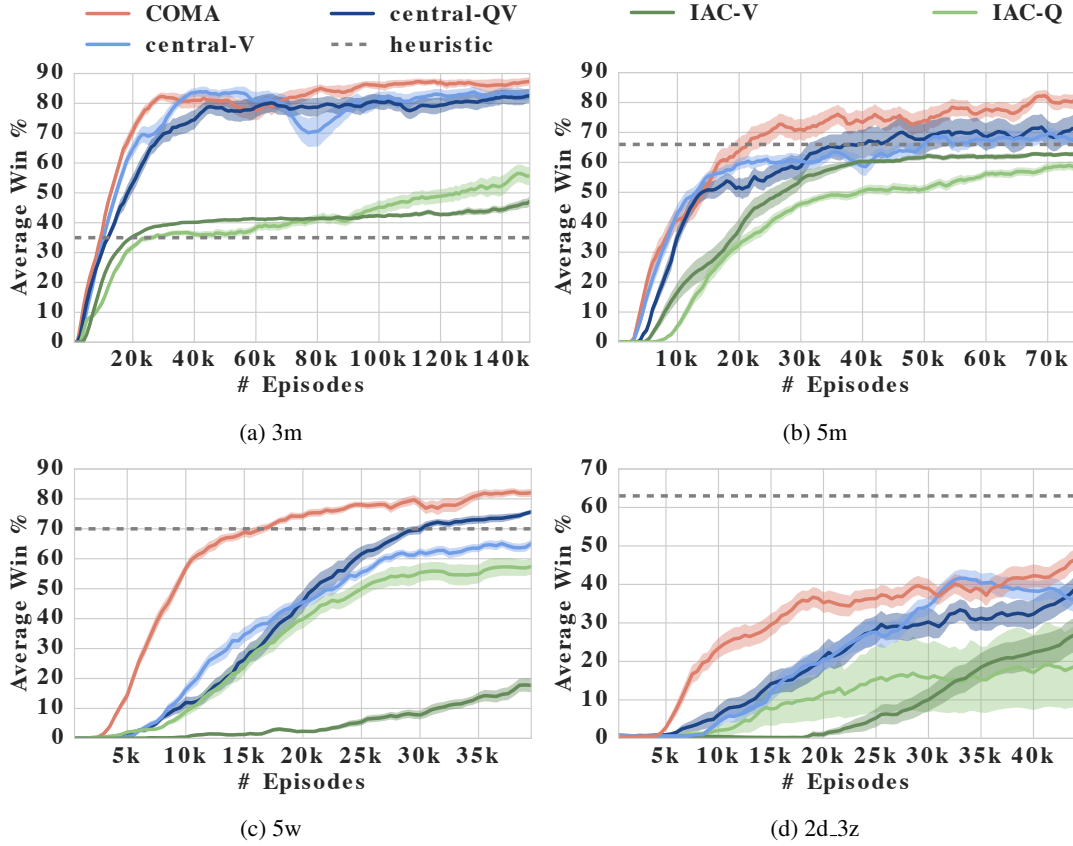 COMA central-QV IAC-V IAC-Q
central-V heuristic
90
80
70
60
50
40
30
20
10
0
Average Win %
20k 40k 60k 80k 100k 120k 140k
# Episodes
(a) 3m
90
80
70
60
50
40
30
20
10
0
Average Win %
10k 20k 30k 40k 50k 60k 70k
# Episodes
(b) 5m
90
80
70
60
50
40
30
20
10
0
Average Win %
5k 10k 15k 20k 25k 30k 35k
# Episodes
(c) 5w
70
60
50
40
30
20
10
0
Average Win %
5k 10k 15k 20k 25k 30k 35k 40k
# Episodes
(d) 2d_3z